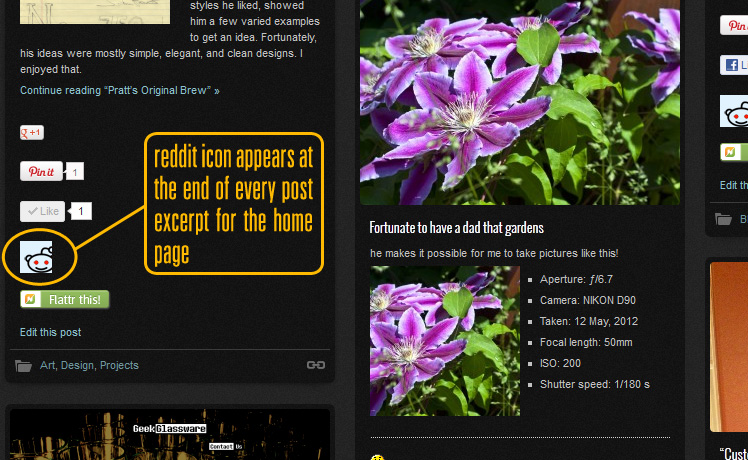 styles he liked, showed
him a few varied examples
to get an idea. Fortunately,
his ideas were mostly simple, elegant, and clean designs. I
enjoyed that.
Continue reading “Pratt's Original Brew” »
g +1
Pin it 1
Like 1
Flattr this!
Edit this post
Art, Design, Projects
reddit icon appears at
the end of every post
excerpt for the home
page
GeekGlassware
Contact Us
Fortunate to have a dad that gardens
he makes it possible for me to take pictures like this!
Aperture: ƒ/6.7
Camera: NIKON D90
Taken: 12 May, 2012
Focal length: 50mm
ISO: 200
Shutter speed: 1/180 s
Pin
f L
Edit th
B
“Custo